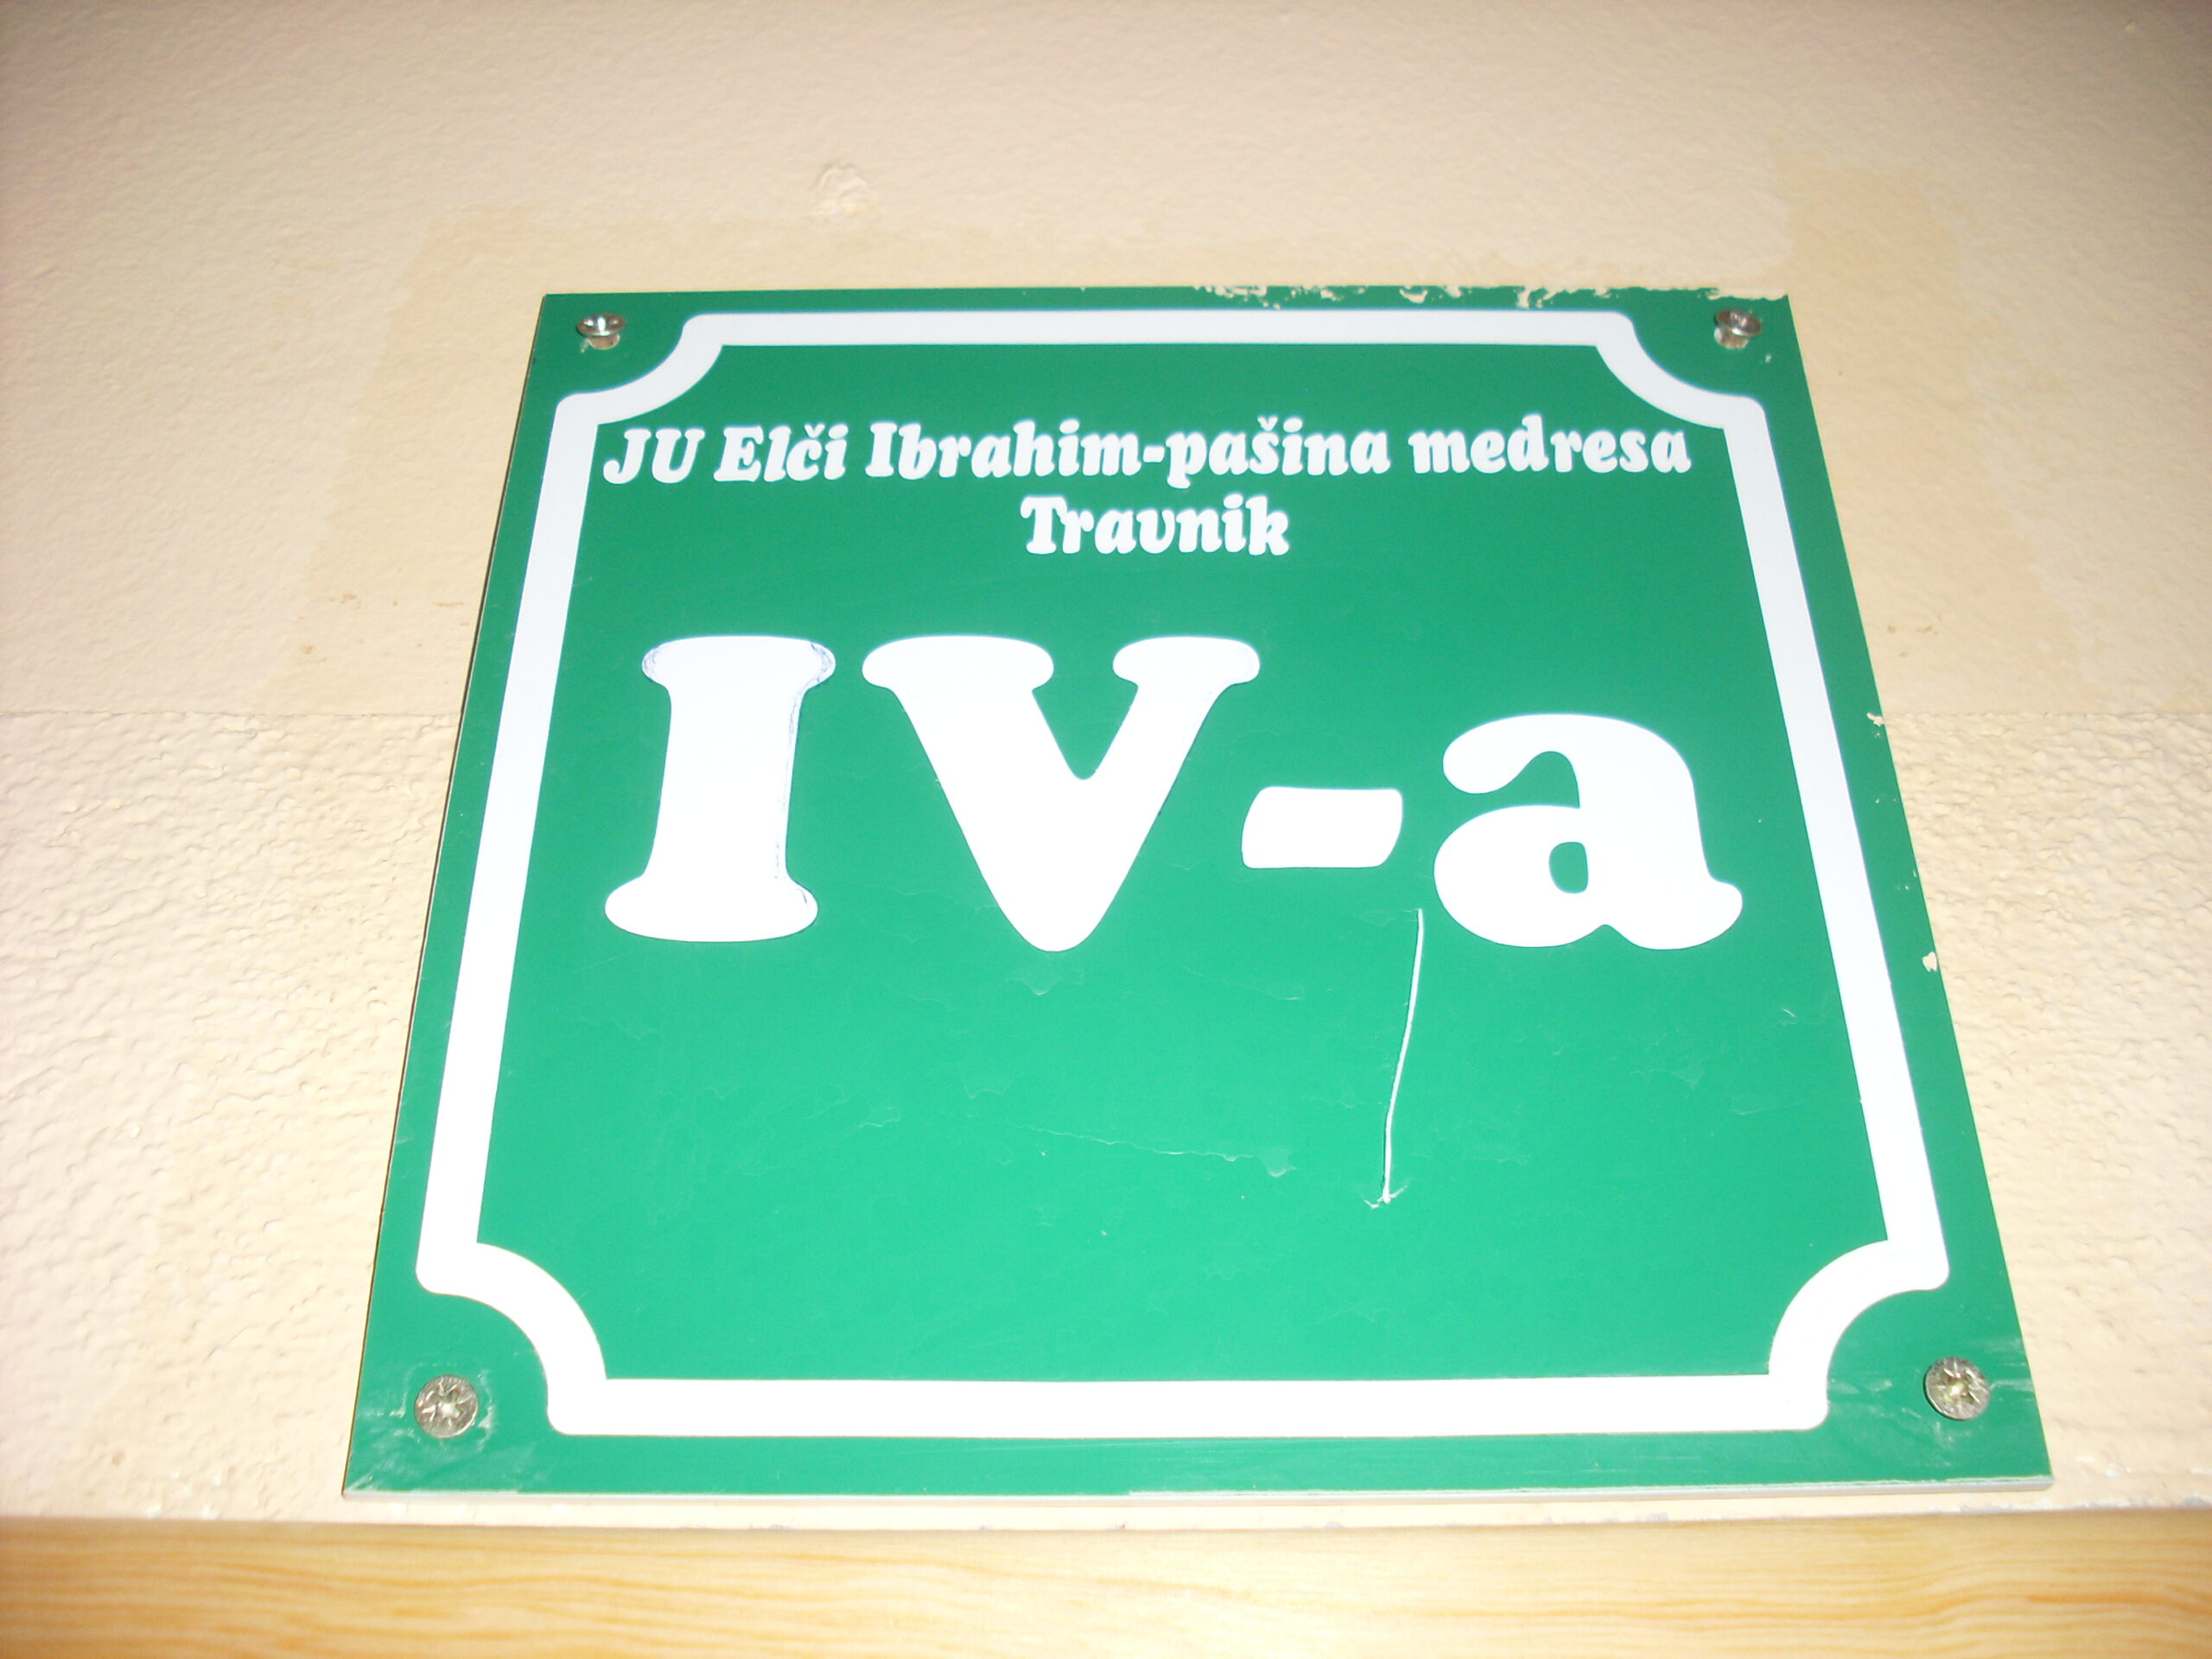 JU Elči Ibrahim-pašina medresa
Travnik
IV-a